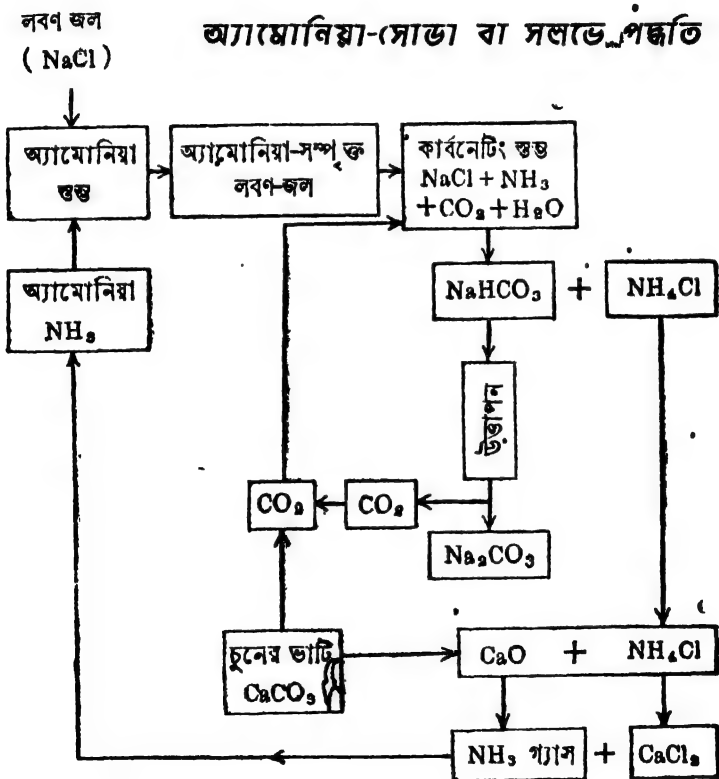 লবণ জল
( NaCl )
অ্যামোনিয়া-সোডা বা সলভে পদ্ধতি
অ্যামোনিয়া
স্তম্ভ
অ্যামোনিয়া-সম্পৃক্ত
লবণ-জল
কার্বনেটিং স্তম্ভ
NaCl + NH₃
+CO₂ + H₂O
অ্যামোনিয়া
NH₃
NaHCO₃ + NH₄Cl
উত্তাপন
CO₂ CO₂
Na₂CO₃
চুনের ভাটি
CaCO₃
CaO + NH₄Cl
NH₃ গ্যাস + CaCl₂